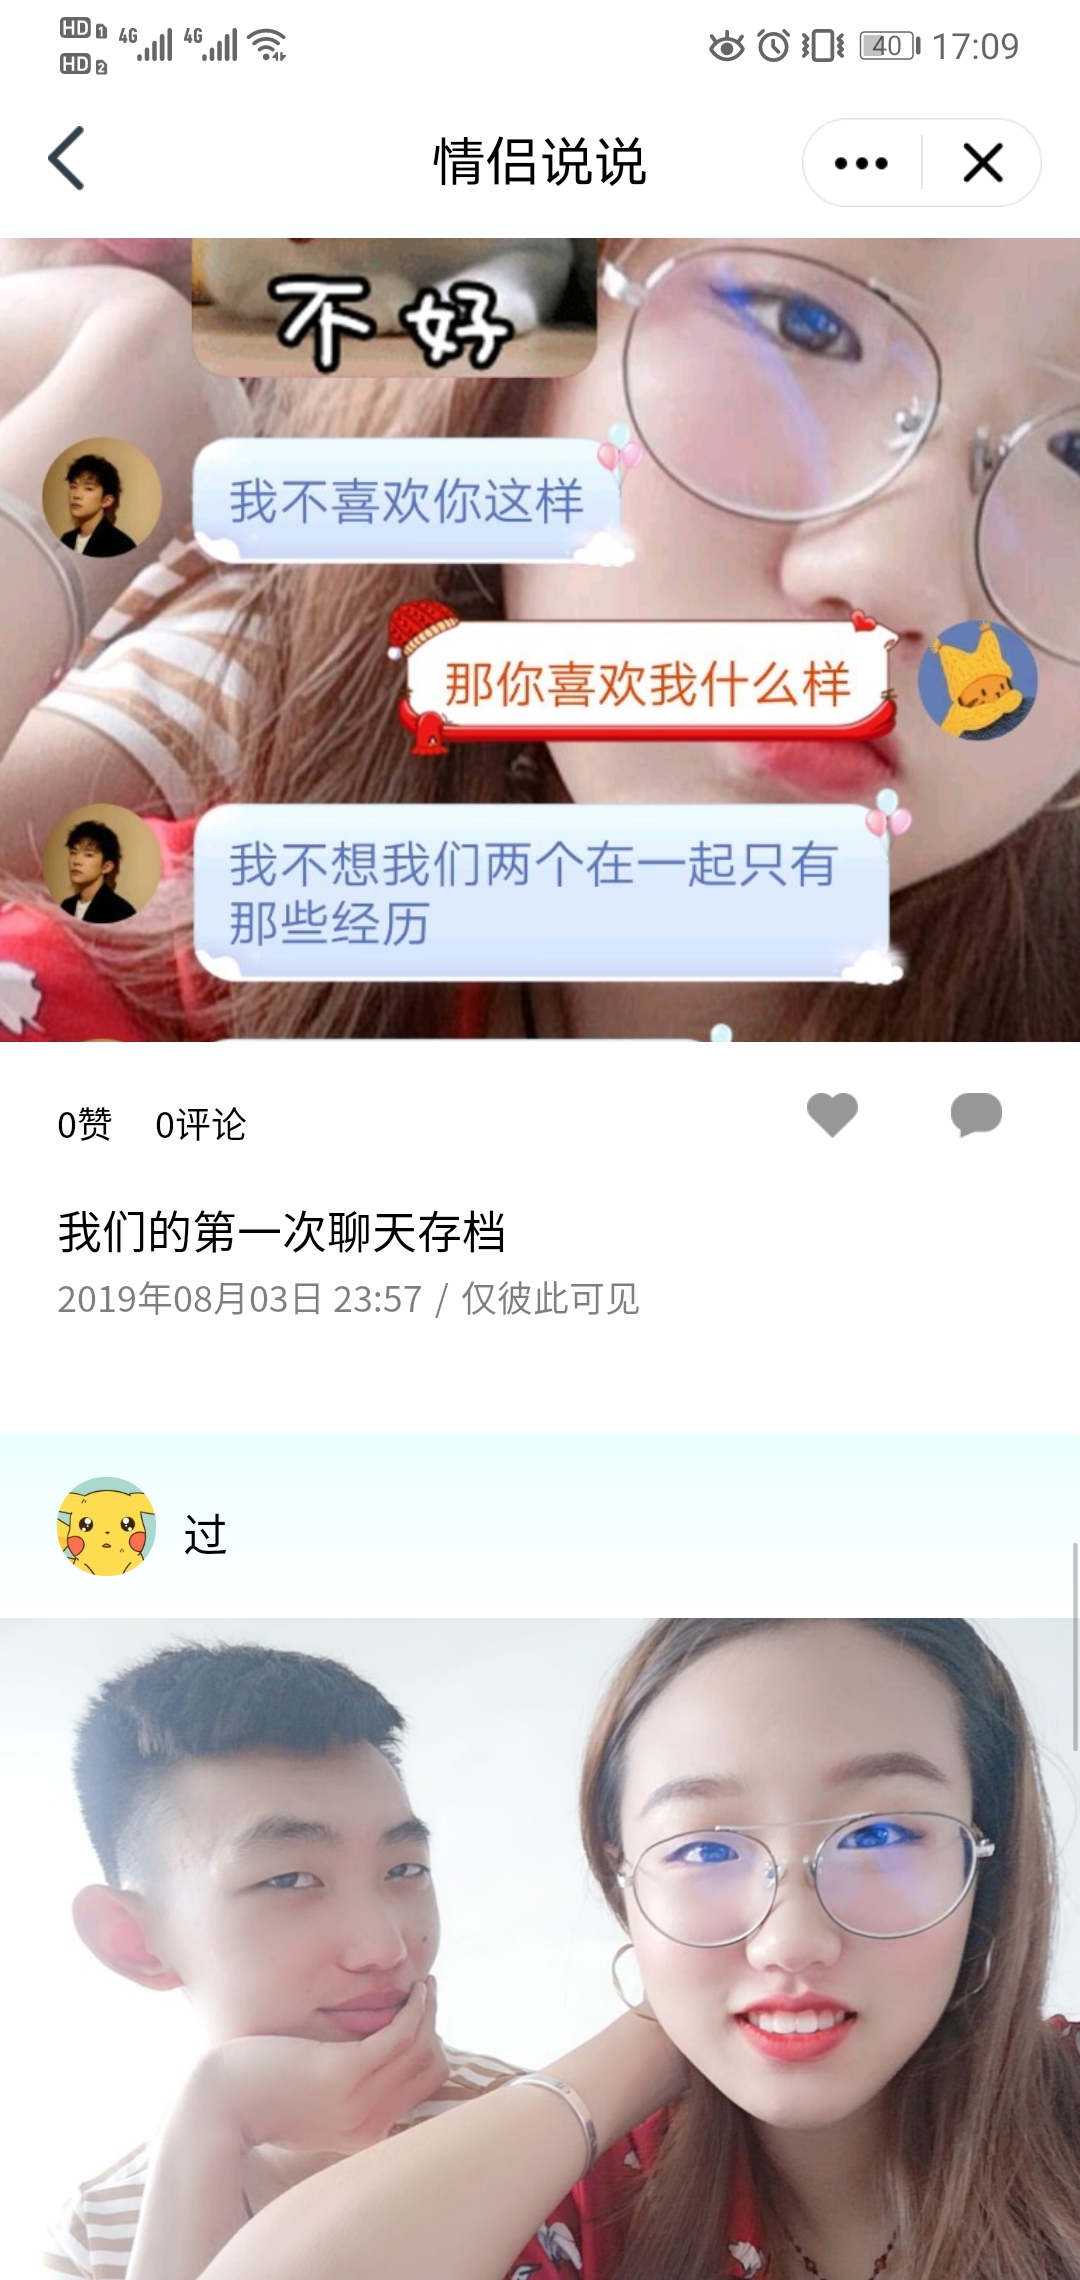 HD 1 4G 4G
HD 2
40 17:09
情侣说说
不好
我不喜欢你这样
那你喜欢我什么样
我不想我们两个在一起只有
那些经历
0赞 0评论
我们的第一次聊天存档
2019年08月03日 23:57 / 仅彼此可见
过